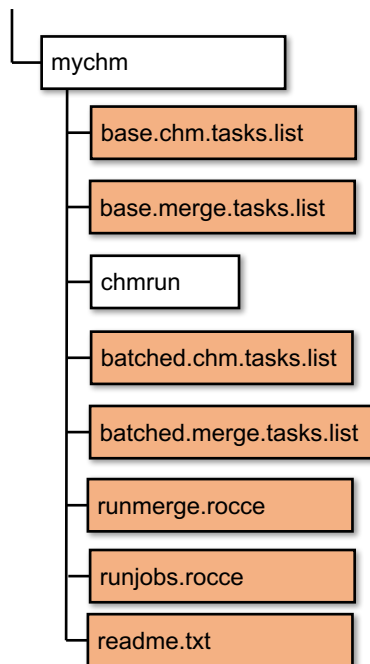 mychm
base.chm.tasks.list
base.merge.tasks.list
chmrun
batched.chm.tasks.list
batched.merge.tasks.list
runmerge.rocce
runjobs.rocce
readme.txt